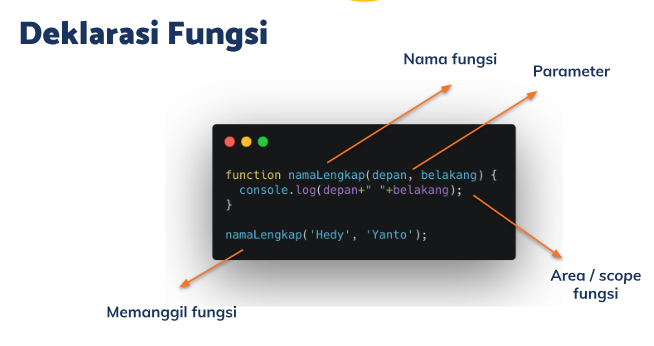 Deklarasi Fungsi
Nama fungsi
Parameter
function namaLengkap(depan, belakang) {
  console.log(depan+" "+belakang);
}
namaLengkap('Hedy', 'Yanto');
Area / scope
fungsi
Memanggil fungsi